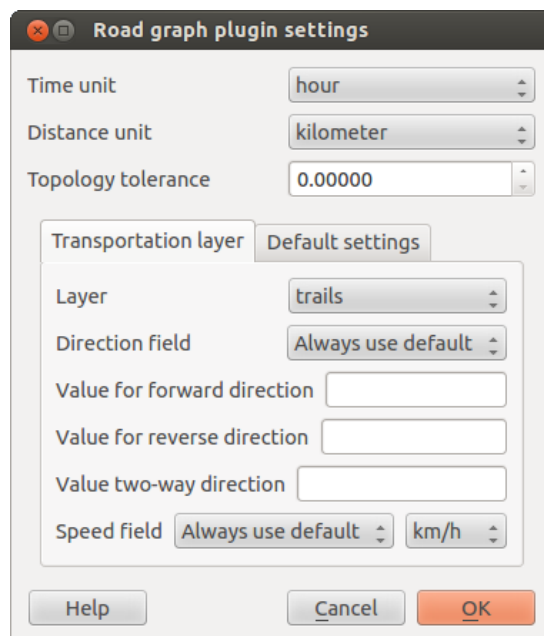 Road graph plugin settings
Time unit hour
Distance unit kilometer
Topology tolerance 0.00000
Transportation layer Default settings
Layer trails
Direction field Always use default
Value for forward direction
Value for reverse direction
Value two-way direction
Speed field Always use default km/h
Help Cancel OK